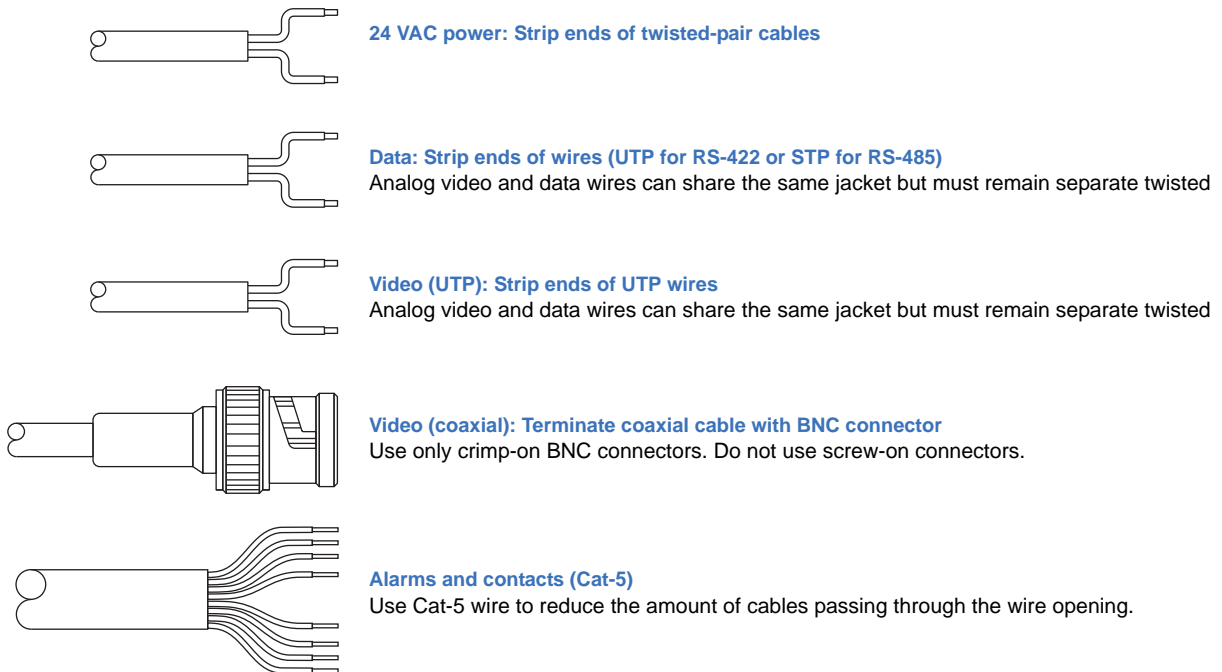 24 VAC power: Strip ends of twisted-pair cables
Data: Strip ends of wires (UTP for RS-422 or STP for RS-485)
Analog video and data wires can share the same jacket but must remain separate twisted
Video (UTP): Strip ends of UTP wires
Analog video and data wires can share the same jacket but must remain separate twisted
Video (coaxial): Terminate coaxial cable with BNC connector
Use only crimp-on BNC connectors. Do not use screw-on connectors.
Alarms and contacts (Cat-5)
Use Cat-5 wire to reduce the amount of cables passing through the wire opening.